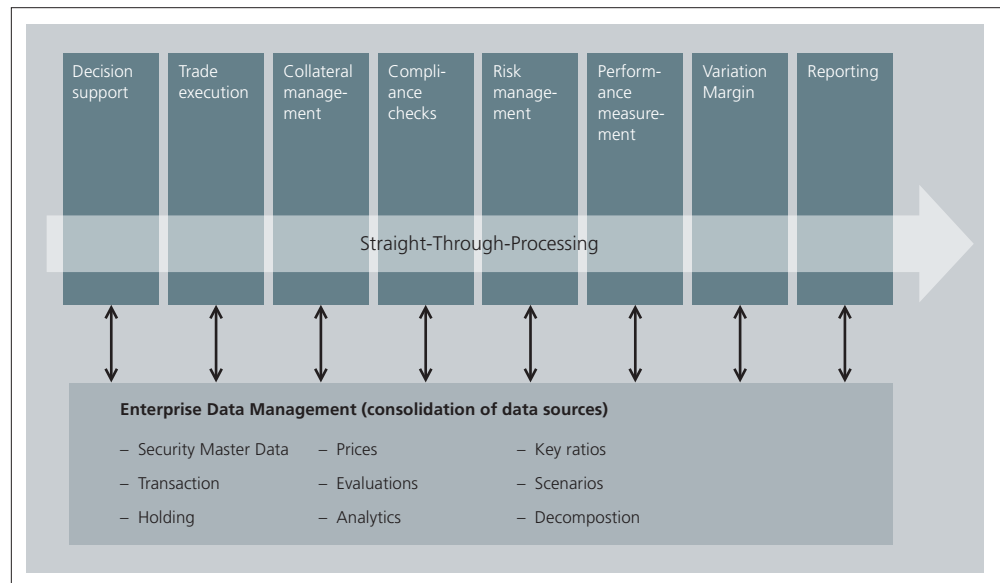 Decision
support
Trade
execution
Collateral
manage-
ment
Compli-
ance
checks
Risk
manage-
ment
Perform-
ance
measure-
ment
Variation
Margin
Reporting
Straight-Through-Processing
Enterprise Data Management (consolidation of data sources)
– Security Master Data
– Prices
– Key ratios
– Transaction
– Evaluations
– Scenarios
– Holding
– Analytics
– Decompostion